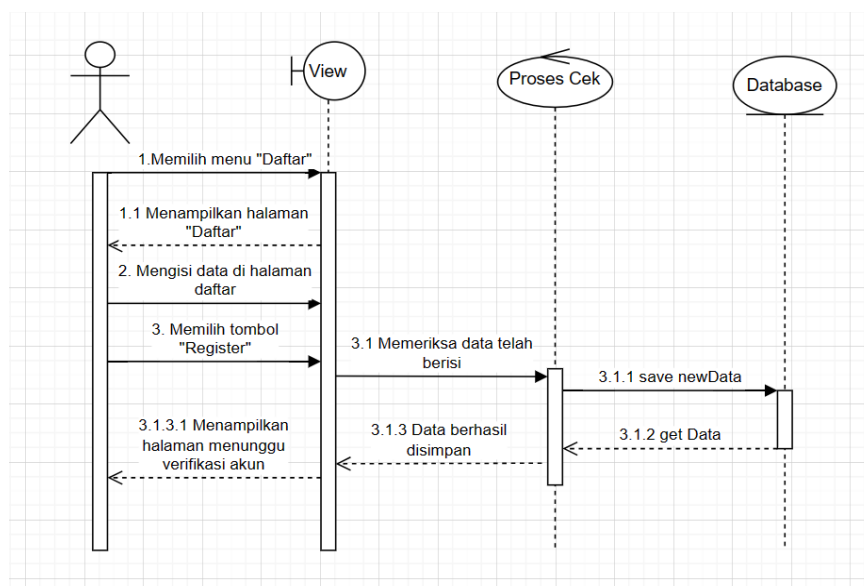 View
Proses Cek
Database
1.Memilih menu "Daftar"
1.1 Menampilkan halaman
"Daftar"
2. Mengisi data di halaman
daftar
3. Memilih tombol
"Register"
3.1 Memeriksa data telah
berisi
3.1.1 save newData
3.1.2 get Data
3.1.3 Data berhasil
disimpan
3.1.3.1 Menampilkan
halaman menunggu
verifikasi akun